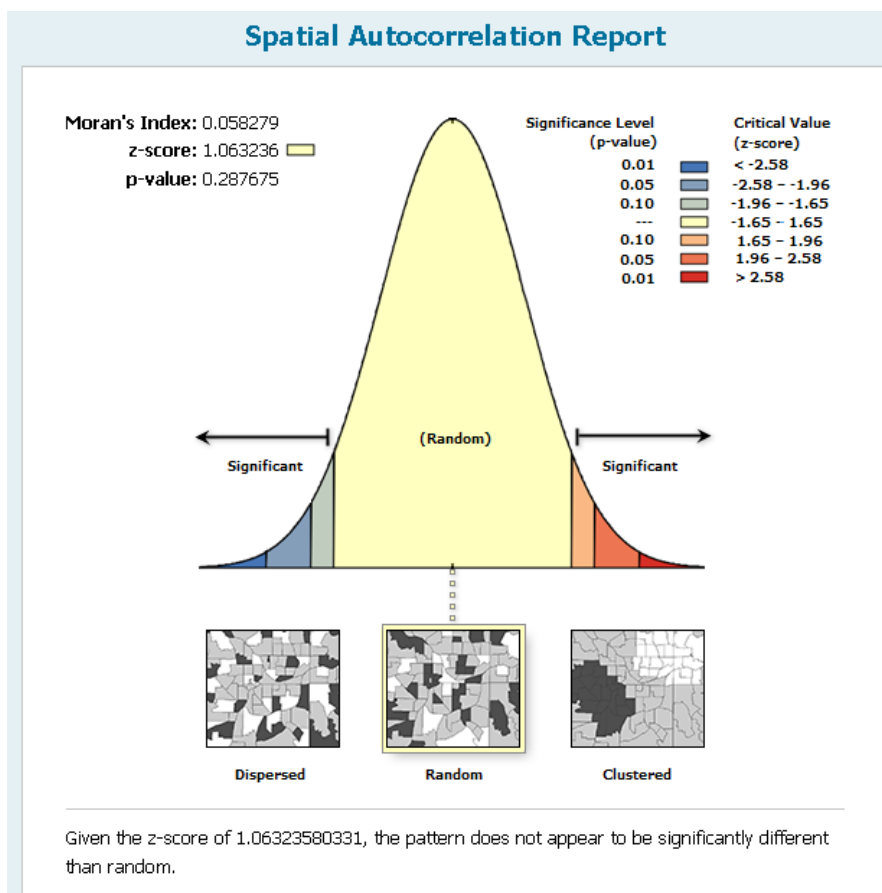 Spatial Autocorrelation Report
Moran's Index: 0.058279
z-score: 1.063236
p-value: 0.287675
Significance Level
(p-value)
Critical Value
(z-score)
0.01 < -2.58
0.05 -2.58 – -1.96
0.10 -1.96 – -1.65
--- -1.65 – 1.65
0.10 1.65 – 1.96
0.05 1.96 – 2.58
0.01 > 2.58
(Random)
Significant
Significant
Dispersed
Random
Clustered
Given the z-score of 1.06323580331, the pattern does not appear to be significantly different
than random.